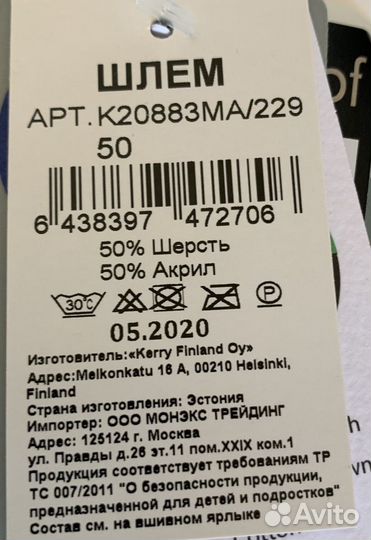 ШЛЕМ
АРТ. K20883MA/229
50
6 438397 472706
50% Шерсть
50% Акрил
30°C
P
05.2020
Изготовитель:«Kerry Finland Oy»
Адрес:Melkonkatu 16 A, 00210 Helsinki,
Finland
Страна изготовления: Эстония
Импортер: ООО МОНЭКС ТРЕЙДИНГ
Адрес: 125124 г. Москва
ул. Правды д.26 эт.11 пом.XXIX ком.1
Продукция соответствует требованиям ТР
ТС 007/2011 "О безопасности продукции,
предназначенной для детей и подростков"
Состав см. на вшивном ярлыке
of
Avito